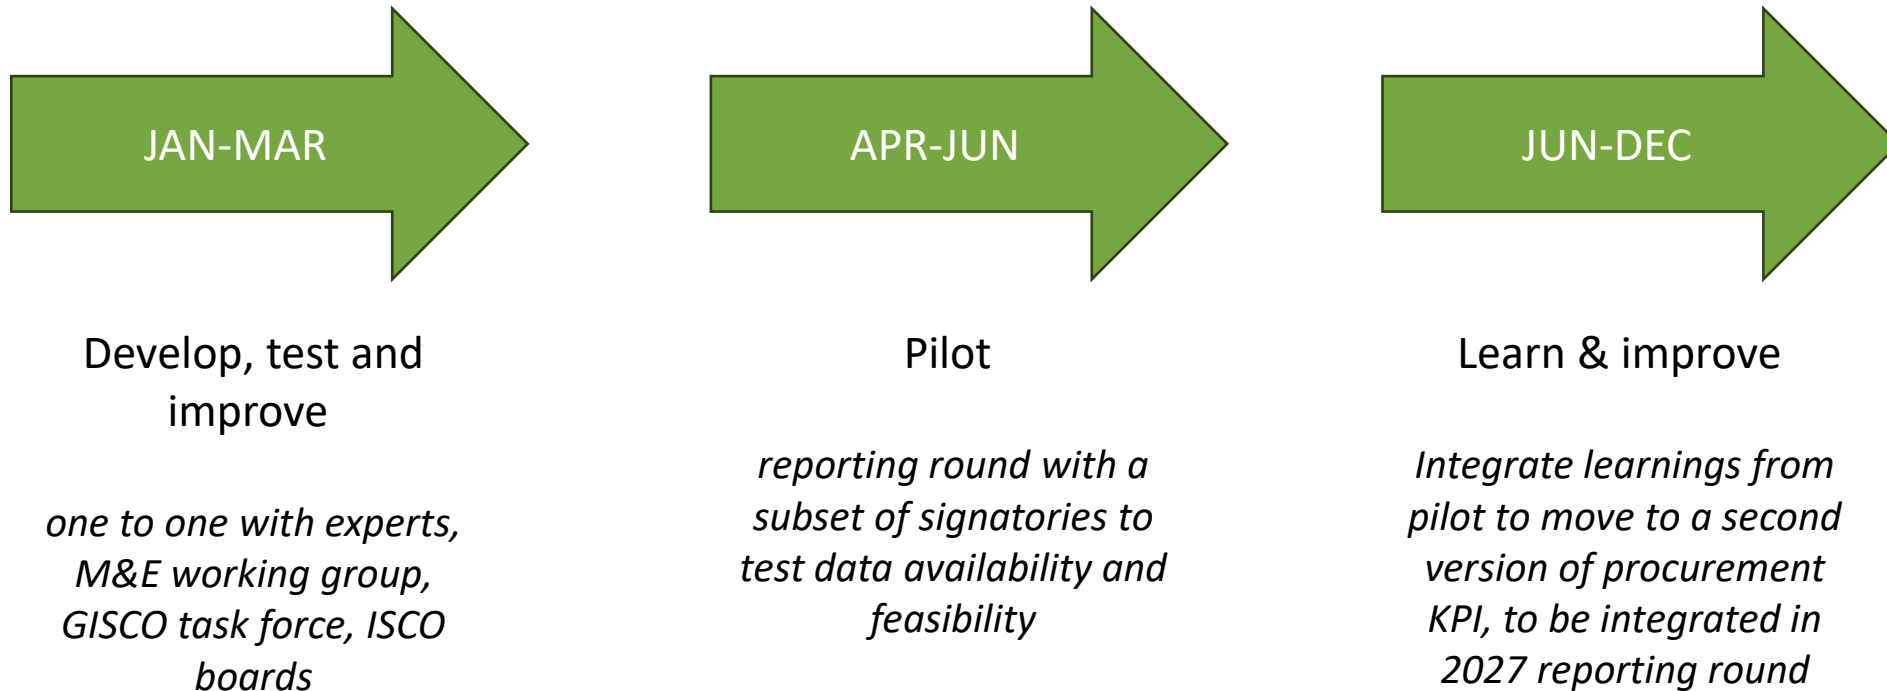 JAN-MAR
Develop, test and
improve
one to one with experts,
M&E working group,
GISCO task force, ISCO
boards
APR-JUN
Pilot
reporting round with a
subset of signatories to
test data availability and
feasibility
JUN-DEC
Learn & improve
Integrate learnings from
pilot to move to a second
version of procurement
KPI, to be integrated in
2027 reporting round